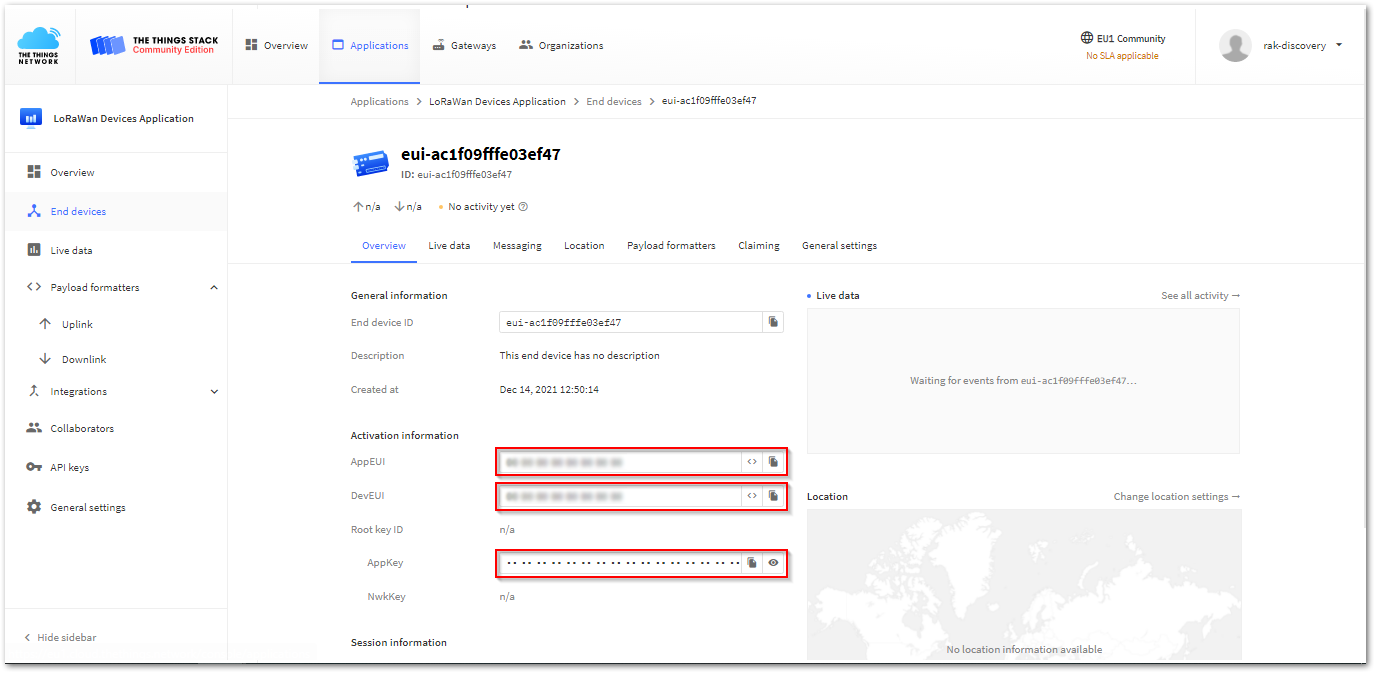 THE THINGS NETWORK
THE THINGS STACK
Community Edition
Overview
Applications
Gateways
Organizations
EU1 Community
No SLA applicable
rak-discovery
LoRaWan Devices Application
Overview
End devices
Live data
Payload formatters
Uplink
Downlink
Integrations
Collaborators
API keys
General settings
Hide sidebar
Applications > LoRaWan Devices Application > End devices > eui-ac1f09fffe03ef47
eui-ac1f09fffe03ef47
ID: eui-ac1f09fffe03ef47
n/a n/a No activity yet
Overview Live data Messaging Location Payload formatters Claiming General settings
General information
End device ID eui-ac1f09fffe03ef47
Description This end device has no description
Created at Dec 14, 2021 12:50:14
Activation information
AppEUI
DevEUI
Root key ID n/a
AppKey
NwkKey n/a
Session information
Live data See all activity →
Waiting for events from eui-ac1f09fffe03ef47...
Location Change location settings →
No location information available